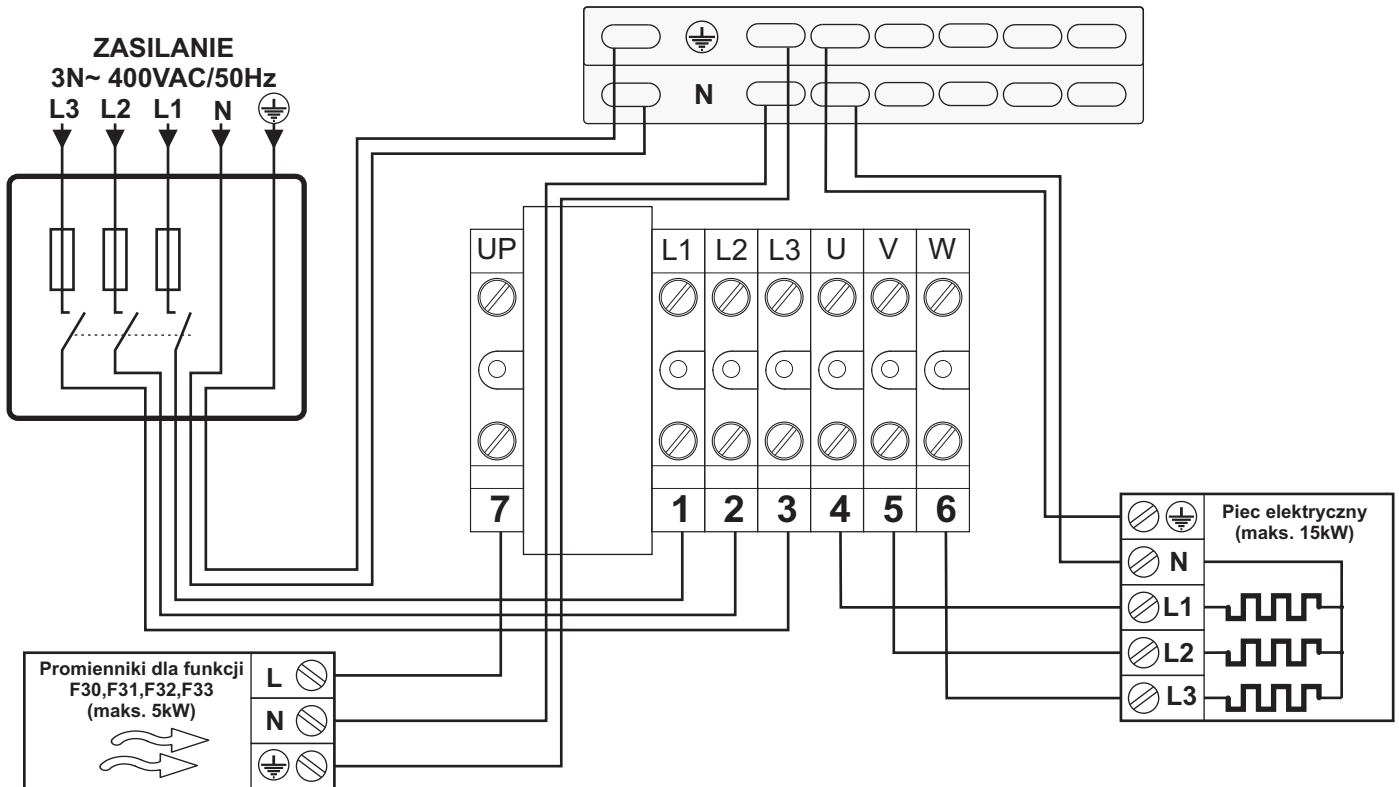 ZASILANIE
3N~ 400VAC/50Hz
L3 L2 L1 N
N
UP L1 L2 L3 U V W
7 1 2 3 4 5 6
Piec elektryczny
(maks. 15kW)
N
L1
L2
L3
Promienniki dla funkcji
F30,F31,F32,F33
(maks. 5kW)
L
N